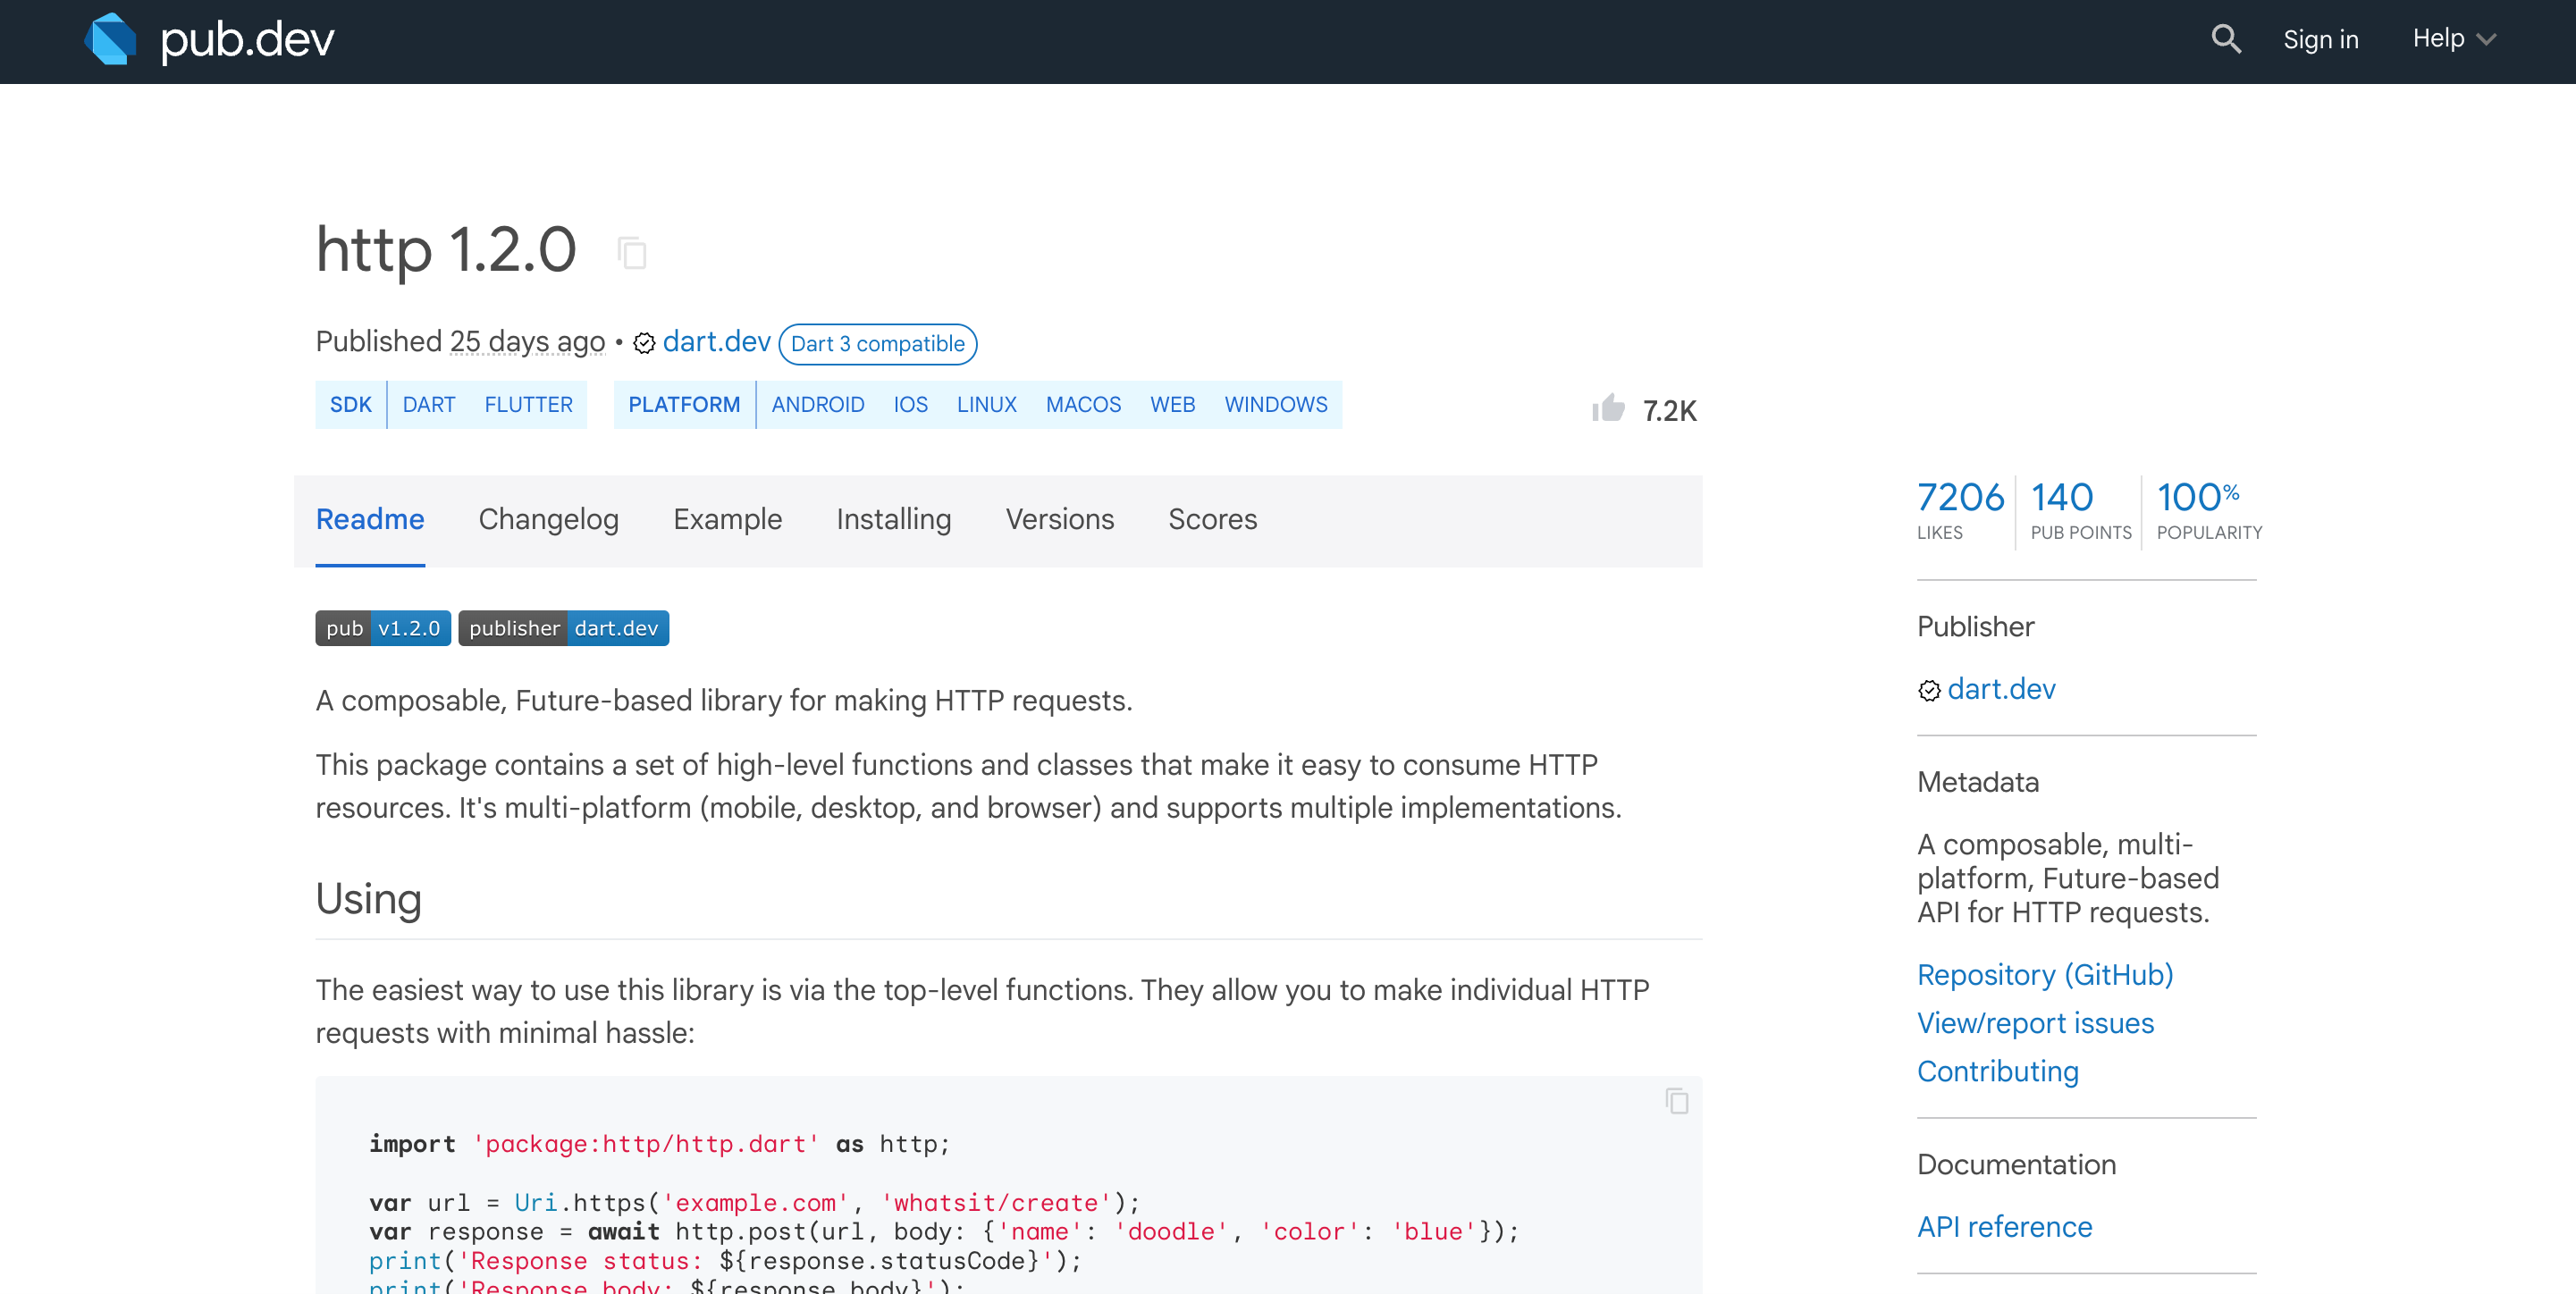 pub.dev
Sign in
Help
http 1.2.0
Published 25 days ago • dart.dev Dart 3 compatible
SDK DART FLUTTER PLATFORM ANDROID IOS LINUX MACOS WEB WINDOWS
7.2K
Readme Changelog Example Installing Versions Scores
pub v1.2.0 publisher dart.dev
A composable, Future-based library for making HTTP requests.
This package contains a set of high-level functions and classes that make it easy to consume HTTP
resources. It's multi-platform (mobile, desktop, and browser) and supports multiple implementations.
Using
The easiest way to use this library is via the top-level functions. They allow you to make individual HTTP
requests with minimal hassle:
import 'package:http/http.dart' as http;
var url = Uri.https('example.com', 'whatsit/create');
var response = await http.post(url, body: {'name': 'doodle', 'color': 'blue'});
print('Response status: ${response.statusCode}');
print('Response body: ${response.body}');
7206 140 100%
LIKES PUB POINTS POPULARITY
Publisher
dart.dev
Metadata
A composable, multi-
platform, Future-based
API for HTTP requests.
Repository (GitHub)
View/report issues
Contributing
Documentation
API reference